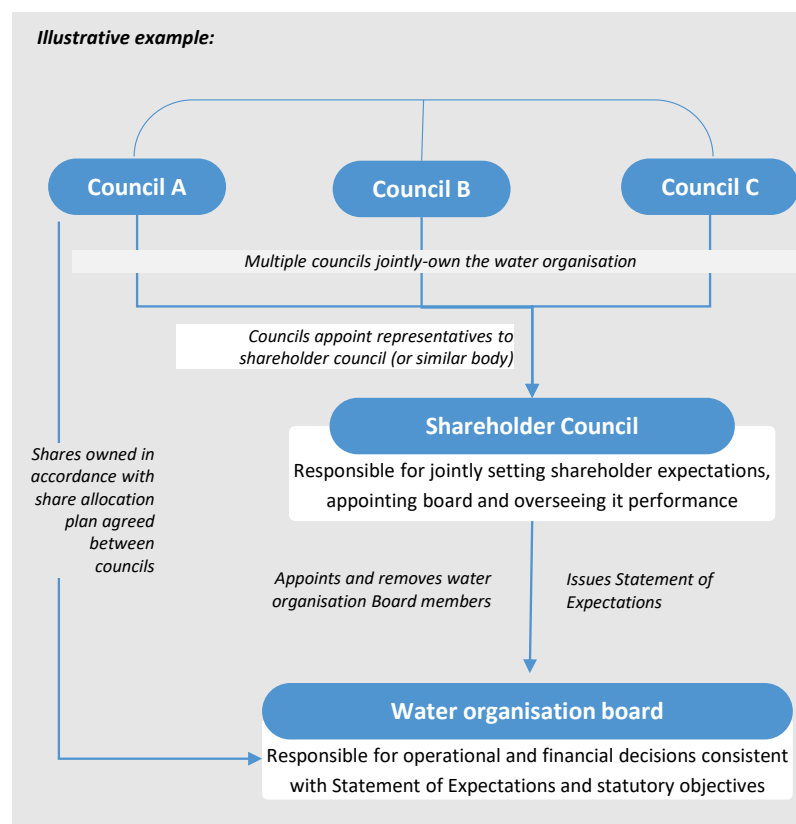 Illustrative example:
Council A
Council B
Council C
Multiple councils jointly-own the water organisation
Councils appoint representatives to
shareholder council (or similar body)
Shareholder Council
Responsible for jointly setting shareholder expectations,
appointing board and overseeing it performance
Shares owned in
accordance with
share allocation
plan agreed
between
councils
Appoints and removes water
organisation Board members
Issues Statement of
Expectations
Water organisation board
Responsible for operational and financial decisions consistent
with Statement of Expectations and statutory objectives